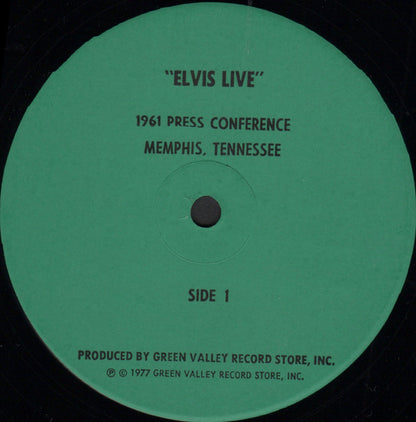 "ELVIS LIVE"
1961 PRESS CONFERENCE
MEMPHIS, TENNESSEE
SIDE 1
PRODUCED BY GREEN VALLEY RECORD STORE, INC.
℗ © 1977 GREEN VALLEY RECORD STORE, INC.